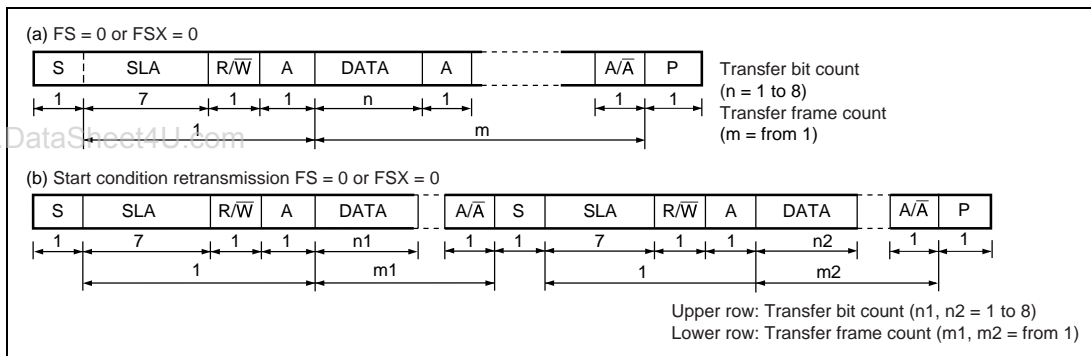 (a) FS = 0 or FSX = 0
S SLA R/W̅ A DATA A A/A̅ P
1 7 1 1 n 1 1 1
1 m
Transfer bit count
(n = 1 to 8)
Transfer frame count
(m = from 1)
DataSheet4U.com
(b) Start condition retransmission FS = 0 or FSX = 0
S SLA R/W̅ A DATA A/A̅ S SLA R/W̅ A DATA A/A̅ P
1 7 1 1 n1 1 1 7 1 1 n2 1 1
1 m1 1 m2
Upper row: Transfer bit count (n1, n2 = 1 to 8)
Lower row: Transfer frame count (m1, m2 = from 1)